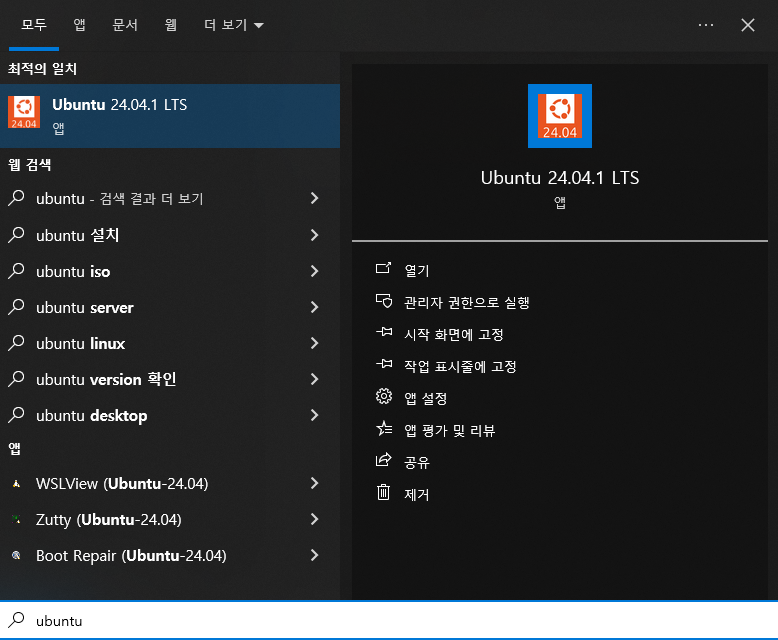 모두 앱 문서 웹 더 보기
최적의 일치
Ubuntu 24.04.1 LTS
앱
24.04
웹 검색
ubuntu - 검색 결과 더 보기
ubuntu 설치
ubuntu iso
ubuntu server
ubuntu linux
ubuntu version 확인
ubuntu desktop
앱
WSLView (Ubuntu-24.04)
Zutty (Ubuntu-24.04)
Boot Repair (Ubuntu-24.04)
24.04
Ubuntu 24.04.1 LTS
앱
열기
관리자 권한으로 실행
시작 화면에 고정
작업 표시줄에 고정
앱 설정
앱 평가 및 리뷰
공유
제거
ubuntu